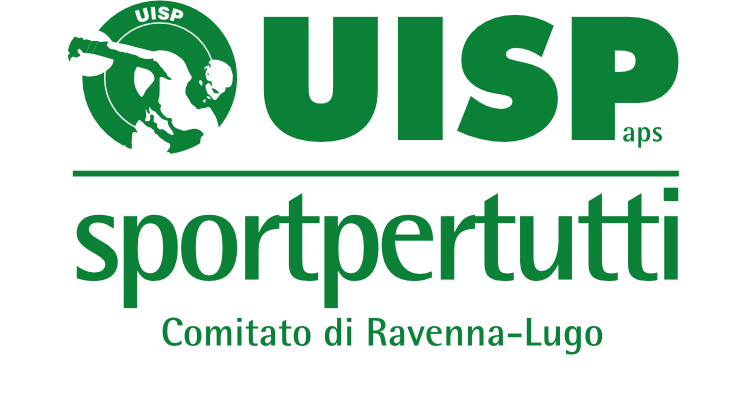 UISP
UISP
aps
sportpertutti
Comitato di Ravenna-Lugo